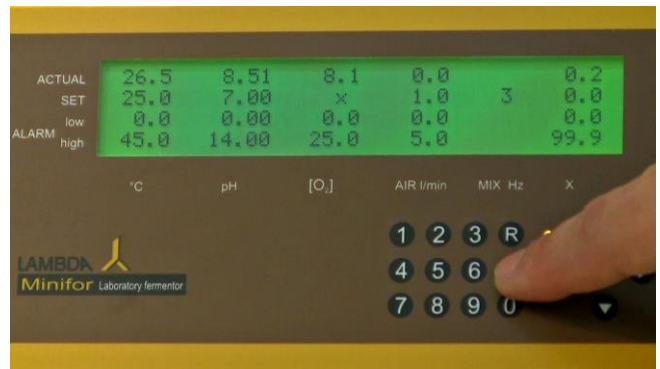 ACTUAL 26.5 8.51 8.1 0.0 0.2
SET 25.0 7.00 × 1.0 3 0.0
ALARM low 0.0 0.00 0.0 0.0 0.0
high 45.0 14.00 25.0 5.0 99.9
°C pH [O₂] AIR l/min MIX Hz X
1 2 3 R
4 5 6
7 8 9 0
LAMBDA
Minifor Laboratory fermentor